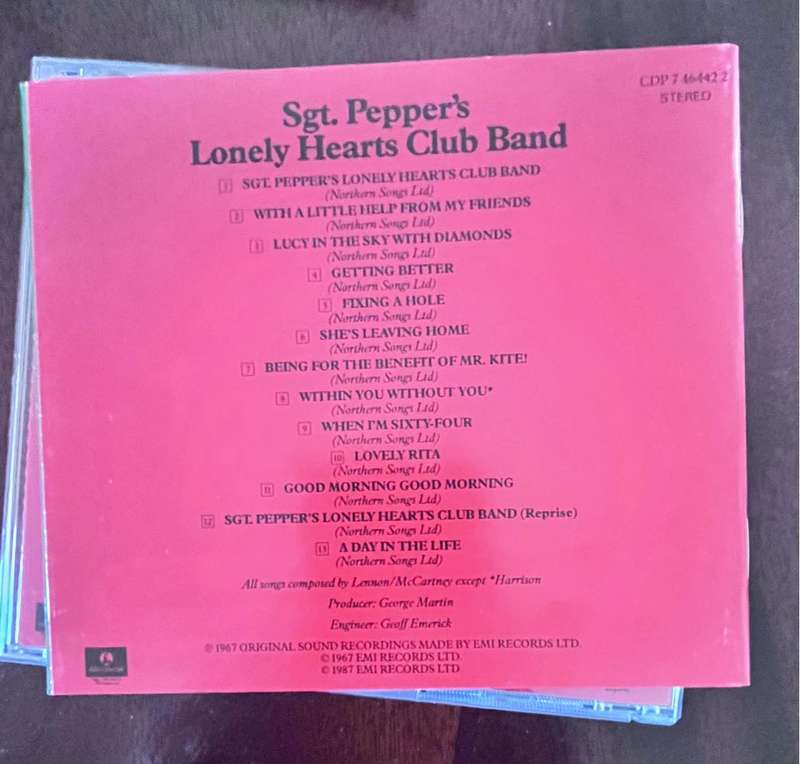 CDP 7 46442 2
STEREO
Sgt. Pepper's
Lonely Hearts Club Band
1 SGT. PEPPER'S LONELY HEARTS CLUB BAND
(Northern Songs Ltd)
2 WITH A LITTLE HELP FROM MY FRIENDS
(Northern Songs Ltd)
3 LUCY IN THE SKY WITH DIAMONDS
(Northern Songs Ltd)
4 GETTING BETTER
(Northern Songs Ltd)
5 FIXING A HOLE
(Northern Songs Ltd)
6 SHE'S LEAVING HOME
(Northern Songs Ltd)
7 BEING FOR THE BENEFIT OF MR. KITE!
(Northern Songs Ltd)
8 WITHIN YOU WITHOUT YOU*
(Northern Songs Ltd)
9 WHEN I'M SIXTY-FOUR
(Northern Songs Ltd)
10 LOVELY RITA
(Northern Songs Ltd)
11 GOOD MORNING GOOD MORNING
(Northern Songs Ltd)
12 SGT. PEPPER'S LONELY HEARTS CLUB BAND (Reprise)
(Northern Songs Ltd)
13 A DAY IN THE LIFE
(Northern Songs Ltd)
All songs composed by Lennon/McCartney except *Harrison
Producer: George Martin
Engineer: Geoff Emerick
℗ 1967 ORIGINAL SOUND RECORDINGS MADE BY EMI RECORDS LTD.
© 1967 EMI RECORDS LTD.
© 1987 EMI RECORDS LTD.